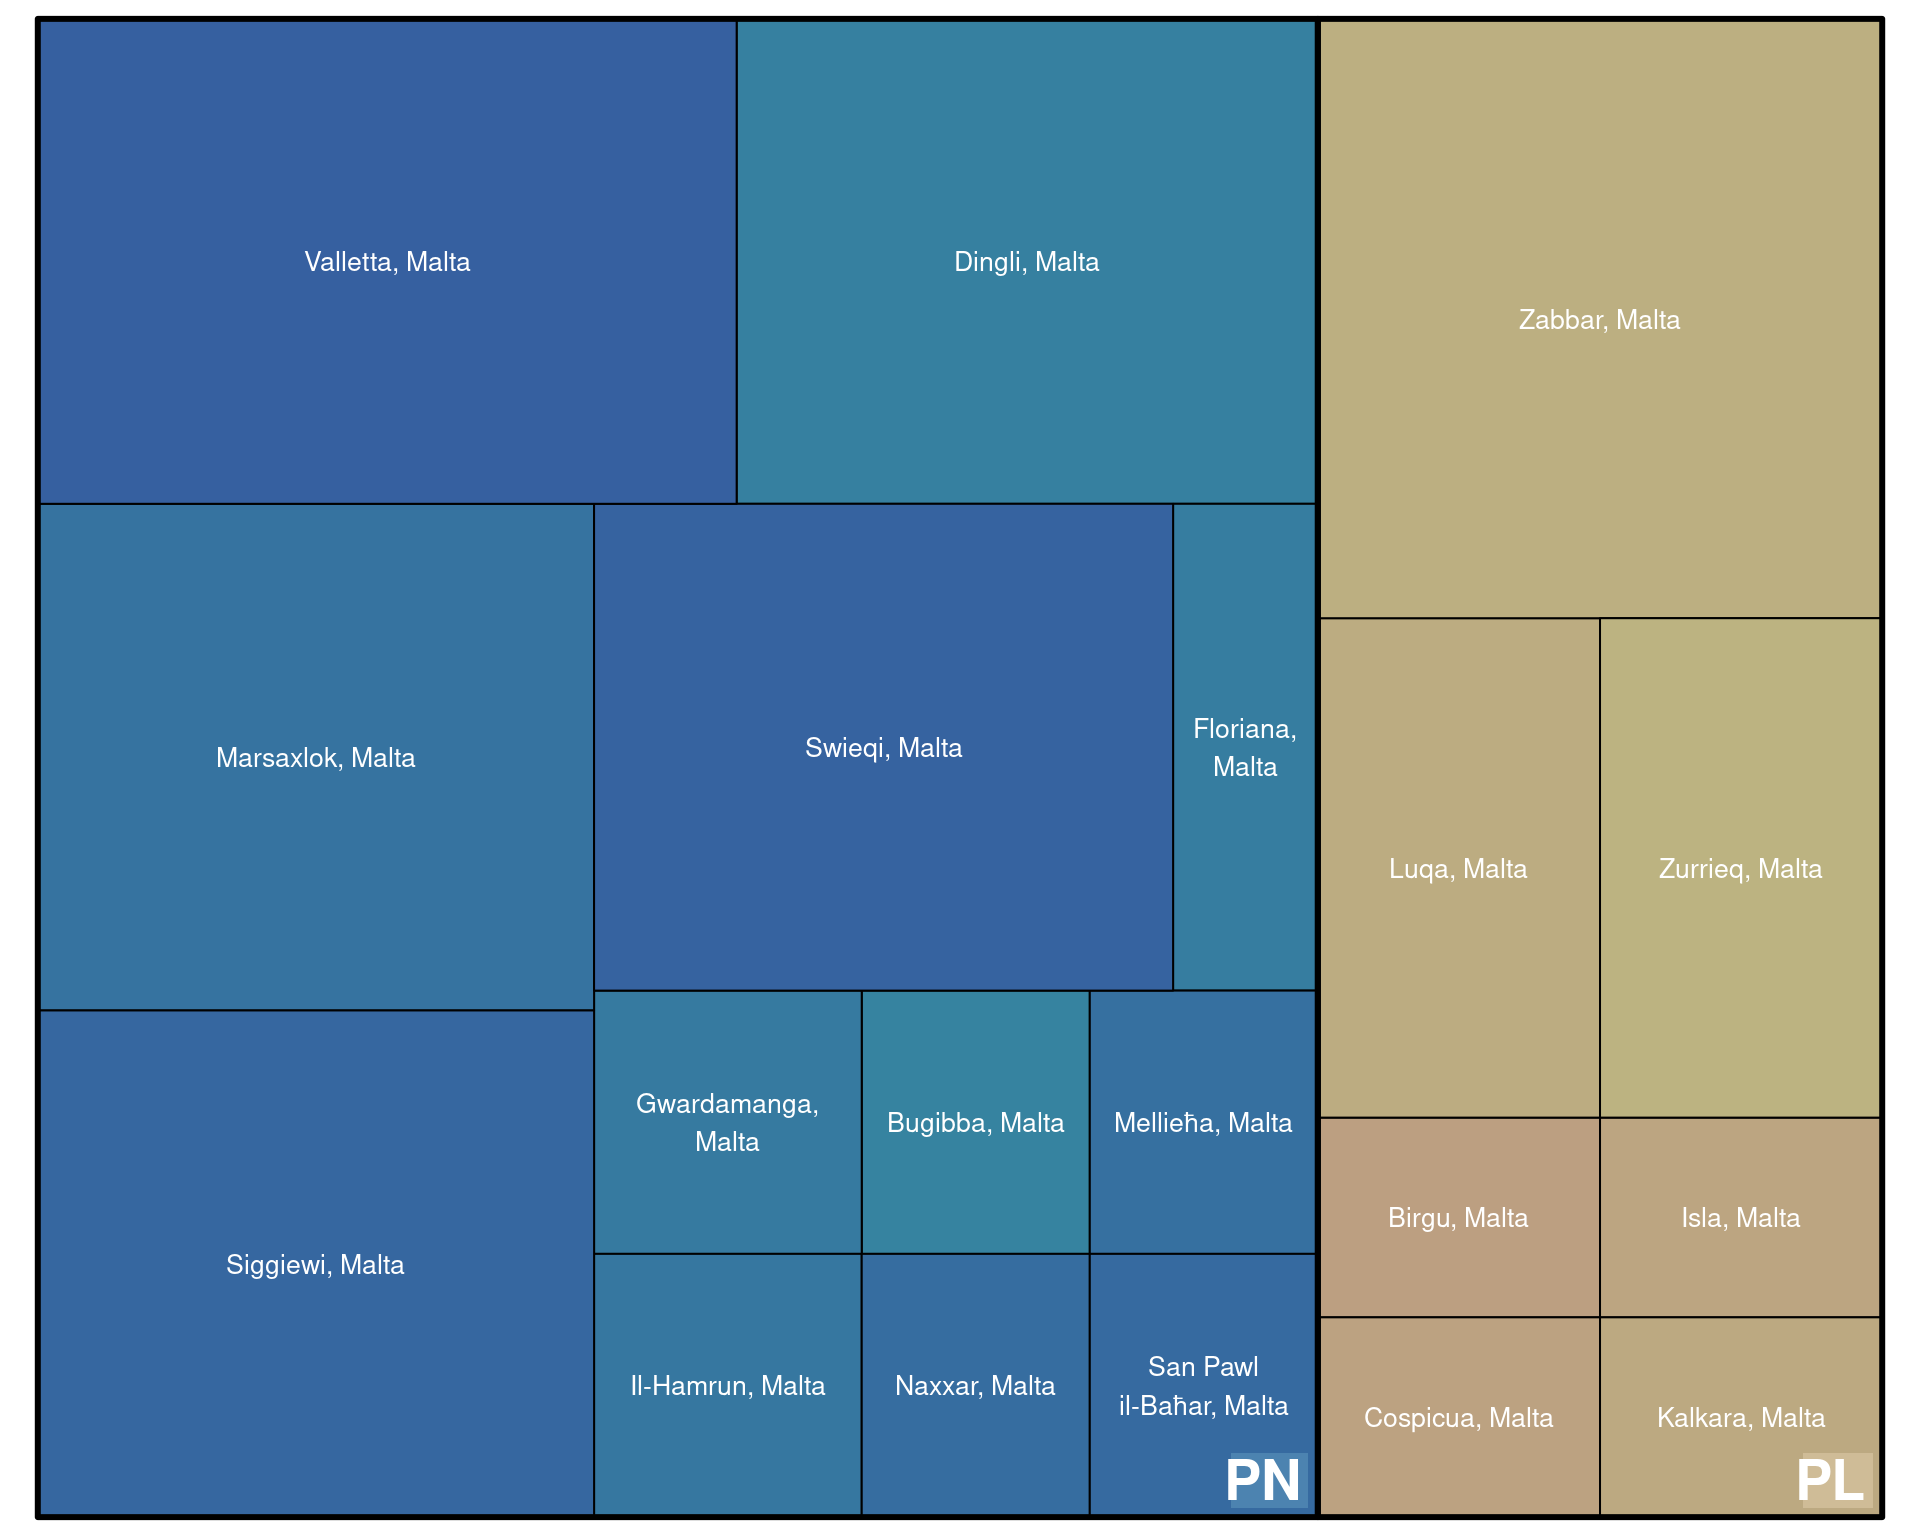 Valletta, Malta
Dingli, Malta
Zabbar, Malta
Marsaxlok, Malta
Swieqi, Malta
Floriana,
Malta
Luqa, Malta
Zurrieq, Malta
Siggiewi, Malta
Gwardamanga,
Malta
Bugibba, Malta
Mellieħa, Malta
Birgu, Malta
Isla, Malta
Il-Hamrun, Malta
Naxxar, Malta
San Pawl
il-Baħar, Malta
Cospicua, Malta
Kalkara, Malta
PN
PL